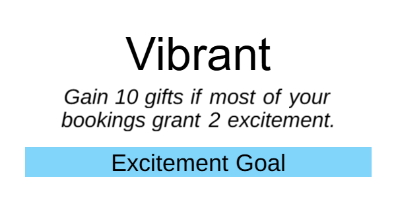 Vibrant
Gain 10 gifts if most of your
bookings grant 2 excitement.
Excitement Goal